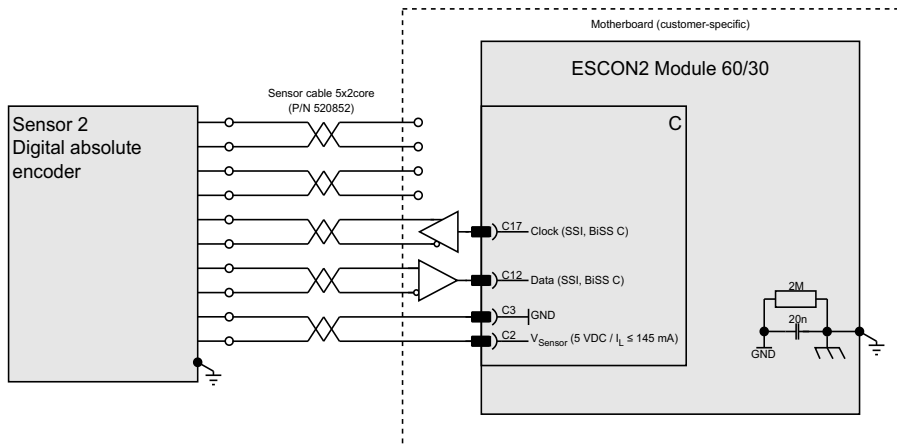 Motherboard (customer-specific)
ESCON2 Module 60/30
Sensor cable 5x2core
(P/N 520852)
Sensor 2
Digital absolute
encoder
C
C17
Clock (SSI, BiSS C)
C12
Data (SSI, BiSS C)
C3
GND
C2
VSensor (5 VDC / IL ≤ 145 mA)
2M
20n
GND